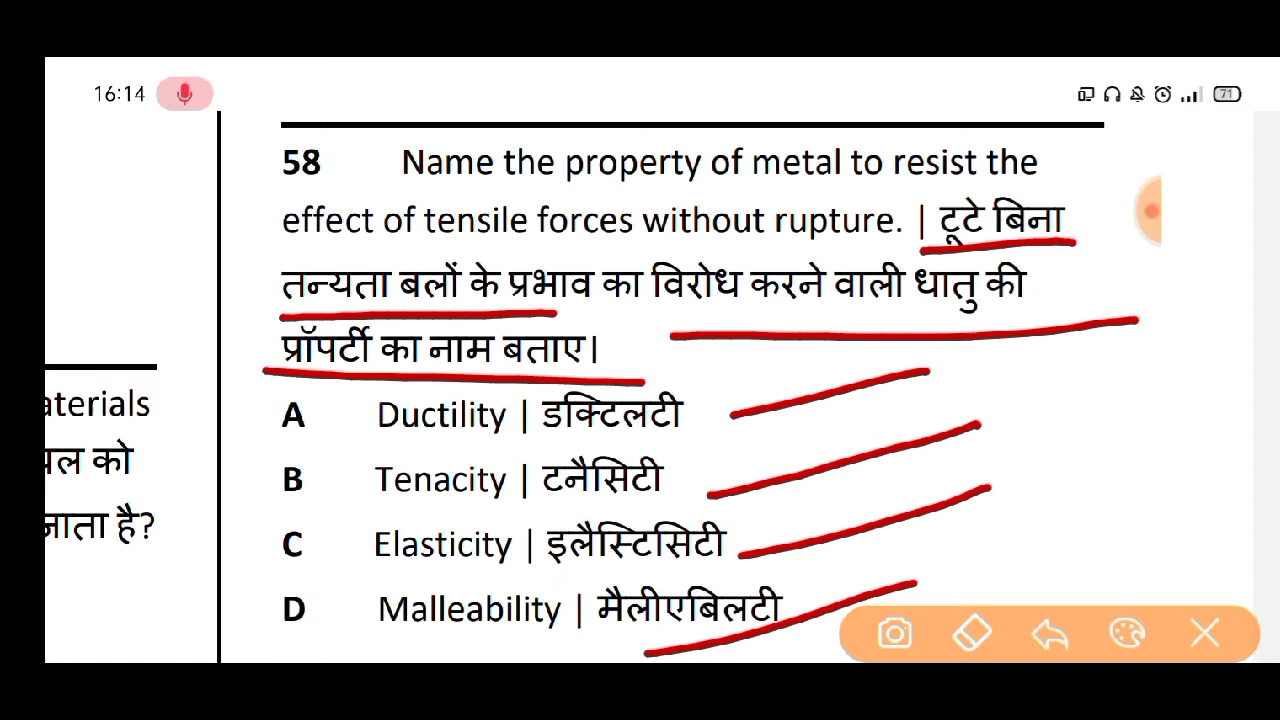 16:14
71
58 Name the property of metal to resist the
effect of tensile forces without rupture. | टूटे बिना
तन्यता बलों के प्रभाव का विरोध करने वाली धातु की
प्रॉपर्टी का नाम बताए।
A Ductility | डक्टिलटी
B Tenacity | टनैसिटी
C Elasticity | इलैस्टिसिटी
D Malleability | मैलीएबिलटी
aterials
को
है?